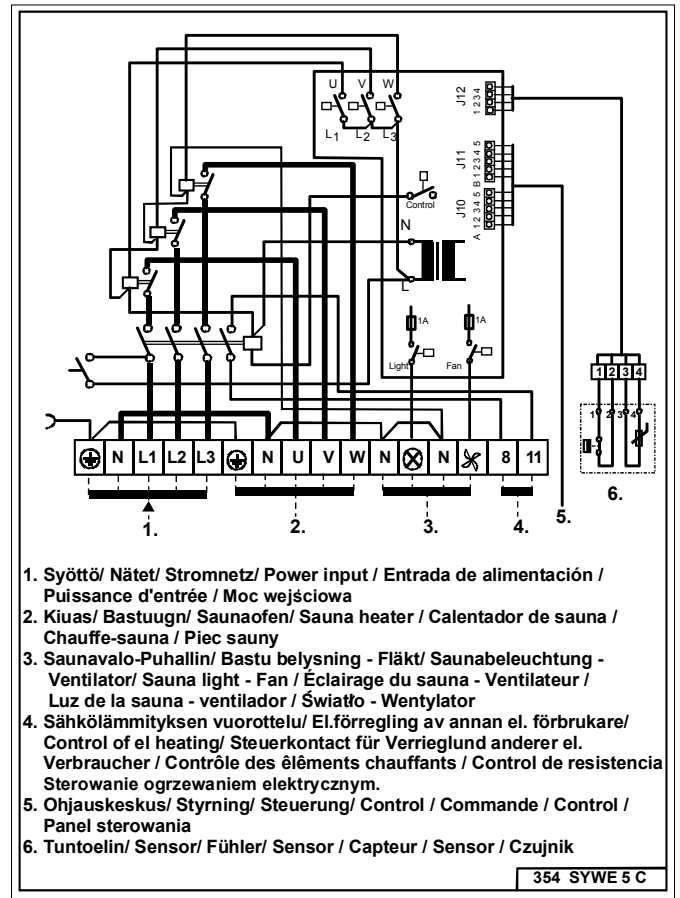 U V W
L1 L2 L3
J12
1 2 3 4
J11
B 1 2 3 4 5
J10
A 1 2 3 4 5
Control
N
L
1A 1A
Light Fan
1 2 3 4
1 2 3 4
N L1 L2 L3 N U V W N N 8 11
1. 2. 3. 4. 5. 6.
1. Syöttö/ Nätet/ Stromnetz/ Power input / Entrada de alimentación /
Puissance d'entrée / Moc wejściowa
2. Kiuas/ Bastuugn/ Saunaofen/ Sauna heater / Calentador de sauna /
Chauffe-sauna / Piec sauny
3. Saunavalo-Puhallin/ Bastu belysning - Fläkt/ Saunabeleuchtung -
Ventilator/ Sauna light - Fan / Éclairage du sauna - Ventilateur /
Luz de la sauna - ventilador / Światło - Wentylator
4. Sähkölämmityksen vuorottelu/ El.förregling av annan el. förbrukare/
Control of el heating/ Steuerkontact für Verrieglund anderer el.
Verbraucher / Contrôle des êlêments chauffants / Control de resistencia
Sterowanie ogrzewaniem elektrycznym.
5. Ohjauskeskus/ Styrning/ Steuerung/ Control / Commande / Control /
Panel sterowania
6. Tuntoelin/ Sensor/ Fühler/ Sensor / Capteur / Sensor / Czujnik
354 SYWE 5 C